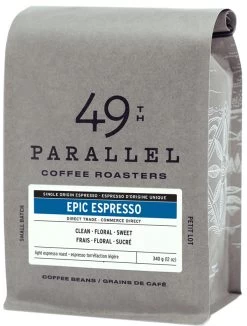 49TH
PARALLEL
COFFEE ROASTERS
SINGLE ORIGIN ESPRESSO · ESPRESSO D'ORIGINE UNIQUE
EPIC ESPRESSO
DIRECT TRADE · COMMERCE DIRECT
CLEAN · FLORAL · SWEET
FRAIS · FLORAL · SUCRÉ
light espresso roast · espresso torréfaction légère
340 g (12 oz)
SMALL BATCH
PETIT LOT
COFFEE BEANS / GRAINS DE CAFÉ